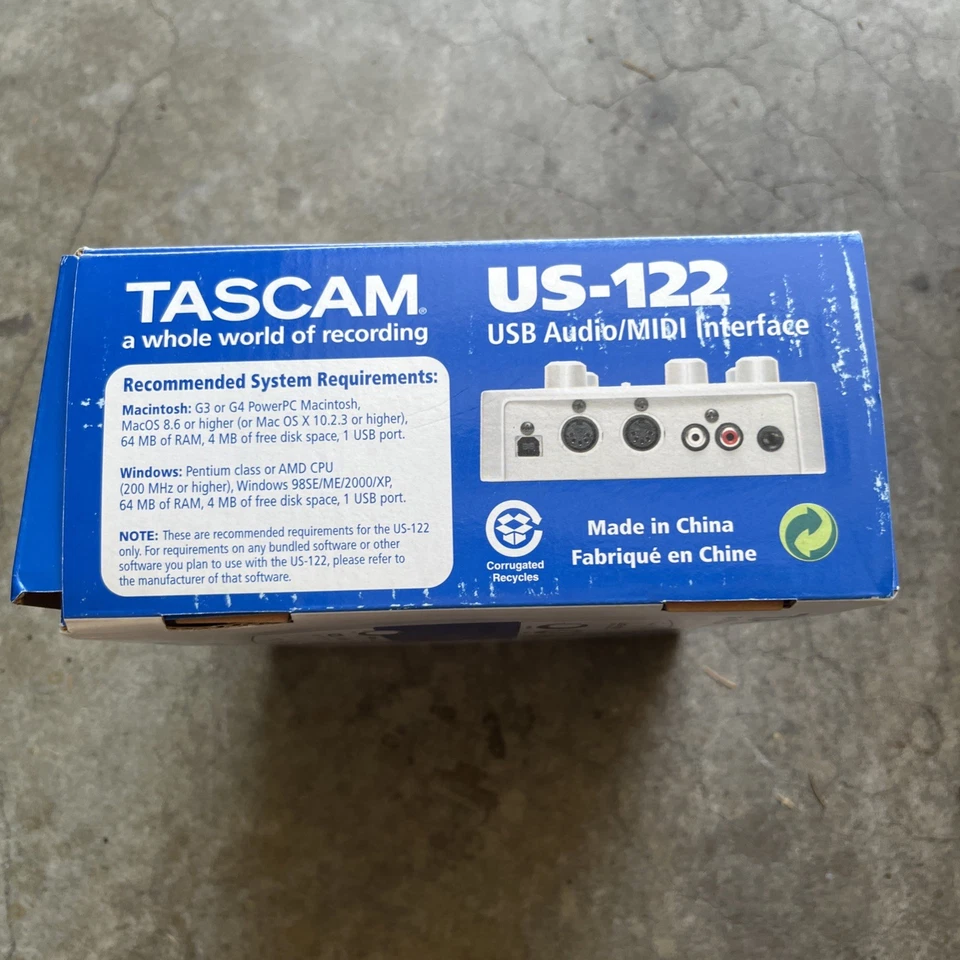 TASCAM®
a whole world of recording
US-122
USB Audio/MIDI Interface
Recommended System Requirements:
Macintosh: G3 or G4 PowerPC Macintosh,
MacOS 8.6 or higher (or Mac OS X 10.2.3 or higher),
64 MB of RAM, 4 MB of free disk space, 1 USB port.
Windows: Pentium class or AMD CPU
(200 MHz or higher), Windows 98SE/ME/2000/XP,
64 MB of RAM, 4 MB of free disk space, 1 USB port.
NOTE: These are recommended requirements for the US-122
only. For requirements on any bundled software or other
software you plan to use with the US-122, please refer to
the manufacturer of that software.
Corrugated
Recycles
Made in China
Fabriqué en Chine